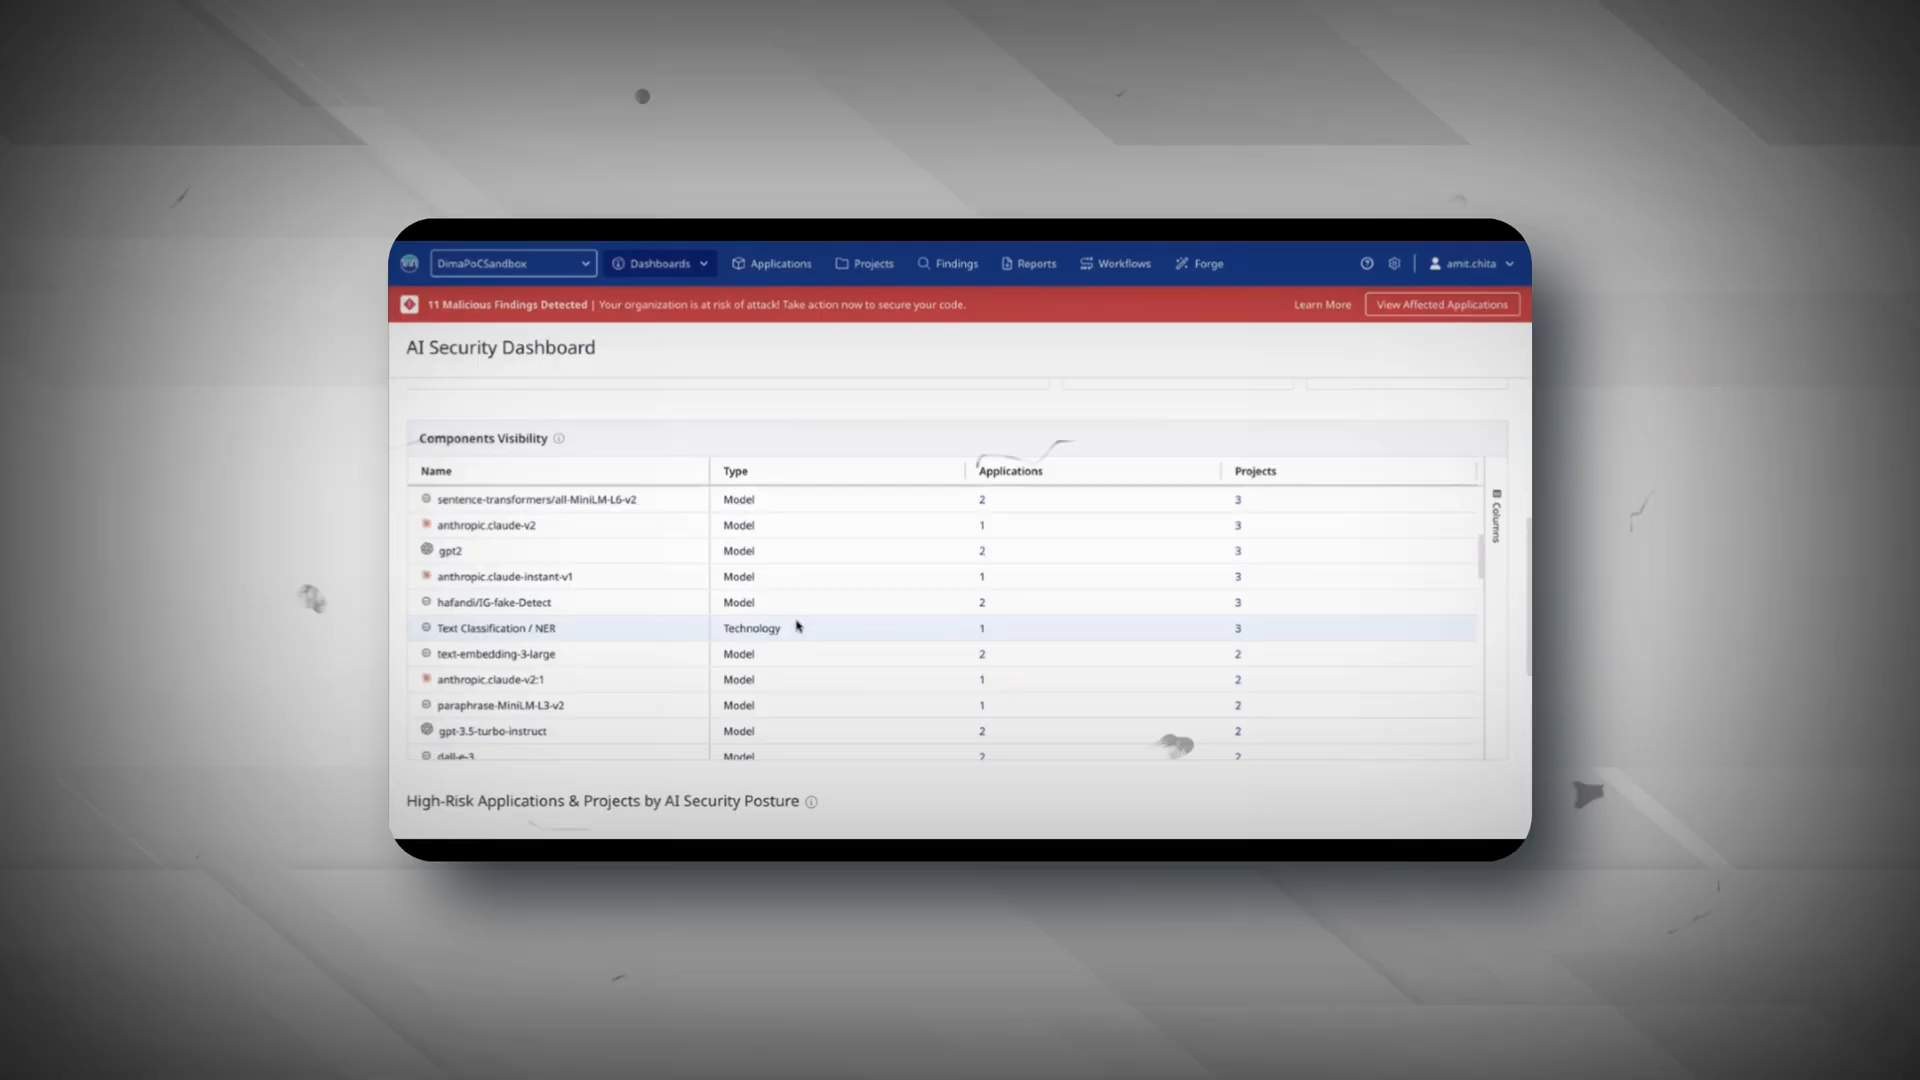 DimaPoCSandbox Dashboards Applications Projects Findings Reports Workflows Forge amit.chita
11 Malicious Findings Detected | Your organization is at risk of attack! Take action now to secure your code. Learn More View Affected Applications
AI Security Dashboard
Components Visibility
Name Type Applications Projects
sentence-transformers/all-MiniLM-L6-v2 Model 2 3
anthropic.claude-v2 Model 1 3
gpt2 Model 2 3
anthropic.claude-instant-v1 Model 1 3
hafandi/IG-fake-Detect Model 2 3
Text Classification / NER Technology 1 3
text-embedding-3-large Model 2 2
anthropic.claude-v2:1 Model 1 2
paraphrase-MiniLM-L3-v2 Model 1 2
gpt-3.5-turbo-instruct Model 2 2
dall-e-3 Model 2 2
Columns
High-Risk Applications & Projects by AI Security Posture